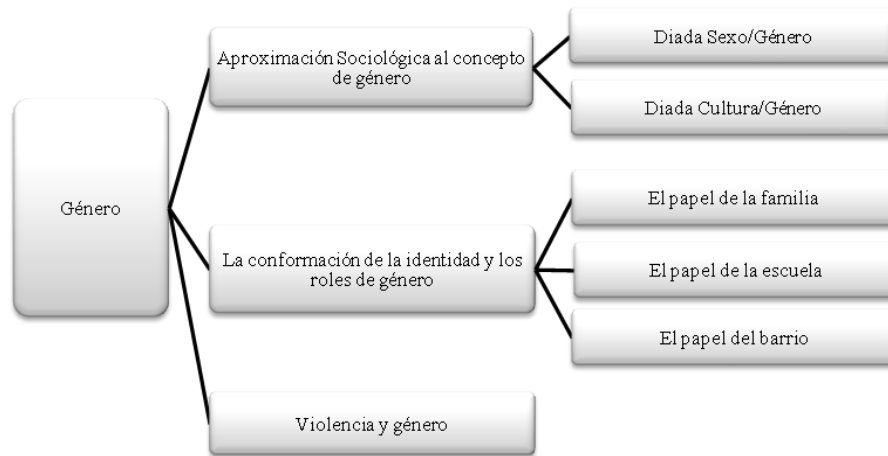 Género
Aproximación Sociológica al concepto
de género
Diada Sexo/Género
Diada Cultura/Género
La conformación de la identidad y los
roles de género
El papel de la familia
El papel de la escuela
El papel del barrio
Violencia y género